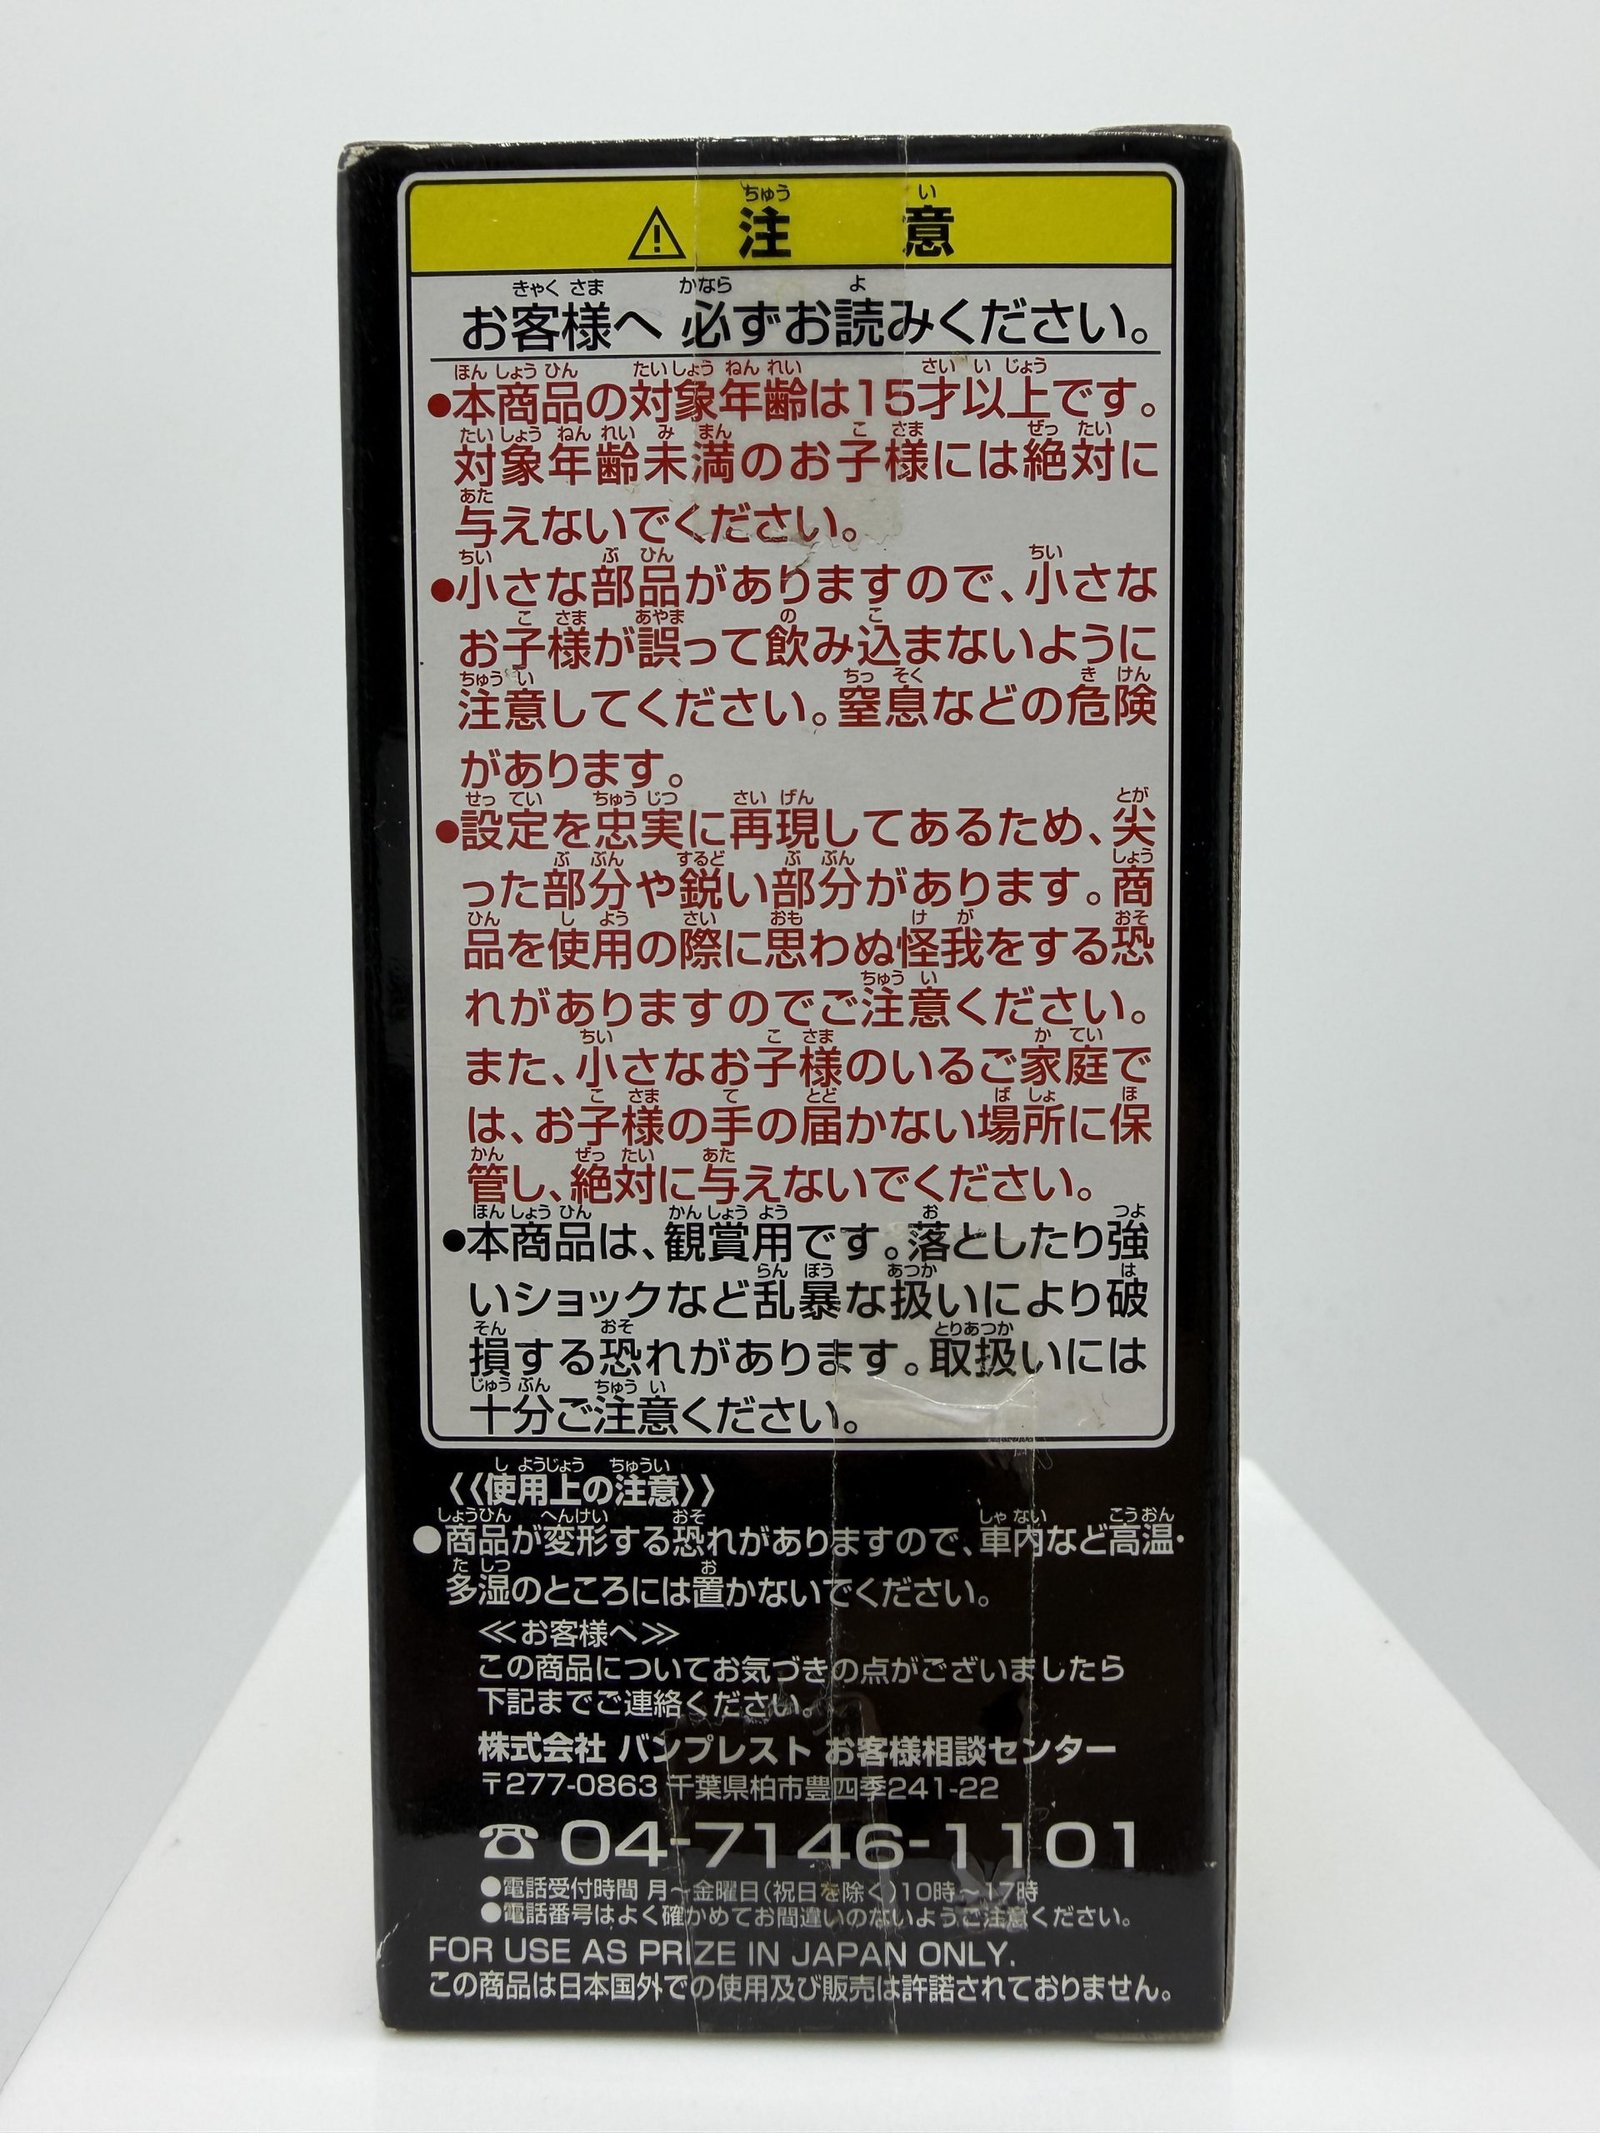 注意
お客様へ 必ずお読みください。
●本商品の対象年齢は15才以上です。
対象年齢未満のお子様には絶対に
与えないでください。
●小さな部品がありますので、小さな
お子様が誤って飲み込まないように
注意してください。窒息などの危険
があります。
●設定を忠実に再現してあるため、尖
った部分や鋭い部分があります。商
品を使用の際に思わぬ怪我をする恐
れがありますのでご注意ください。
また、小さなお子様のいるご家庭で
は、お子様の手の届かない場所に保
管し、絶対に与えないでください。
●本商品は、観賞用です。落としたり強
いショックなど乱暴な扱いにより破
損する恐れがあります。取扱いには
十分ご注意ください。
《使用上の注意》
●商品が変形する恐れがありますので、車内など高温・
多湿のところには置かないでください。
≪お客様へ≫
この商品についてお気づきの点がございましたら
下記までご連絡ください。
株式会社 バンプレスト お客様相談センター
〒277-0863 千葉県柏市豊四季241-22
☎04-7146-1101
●電話受付時間 月～金曜日(祝日を除く)10時～17時
●電話番号はよく確かめてお間違いのないようご注意ください。
FOR USE AS PRIZE IN JAPAN ONLY.
この商品は日本国外での使用及び販売は許諾されておりません。